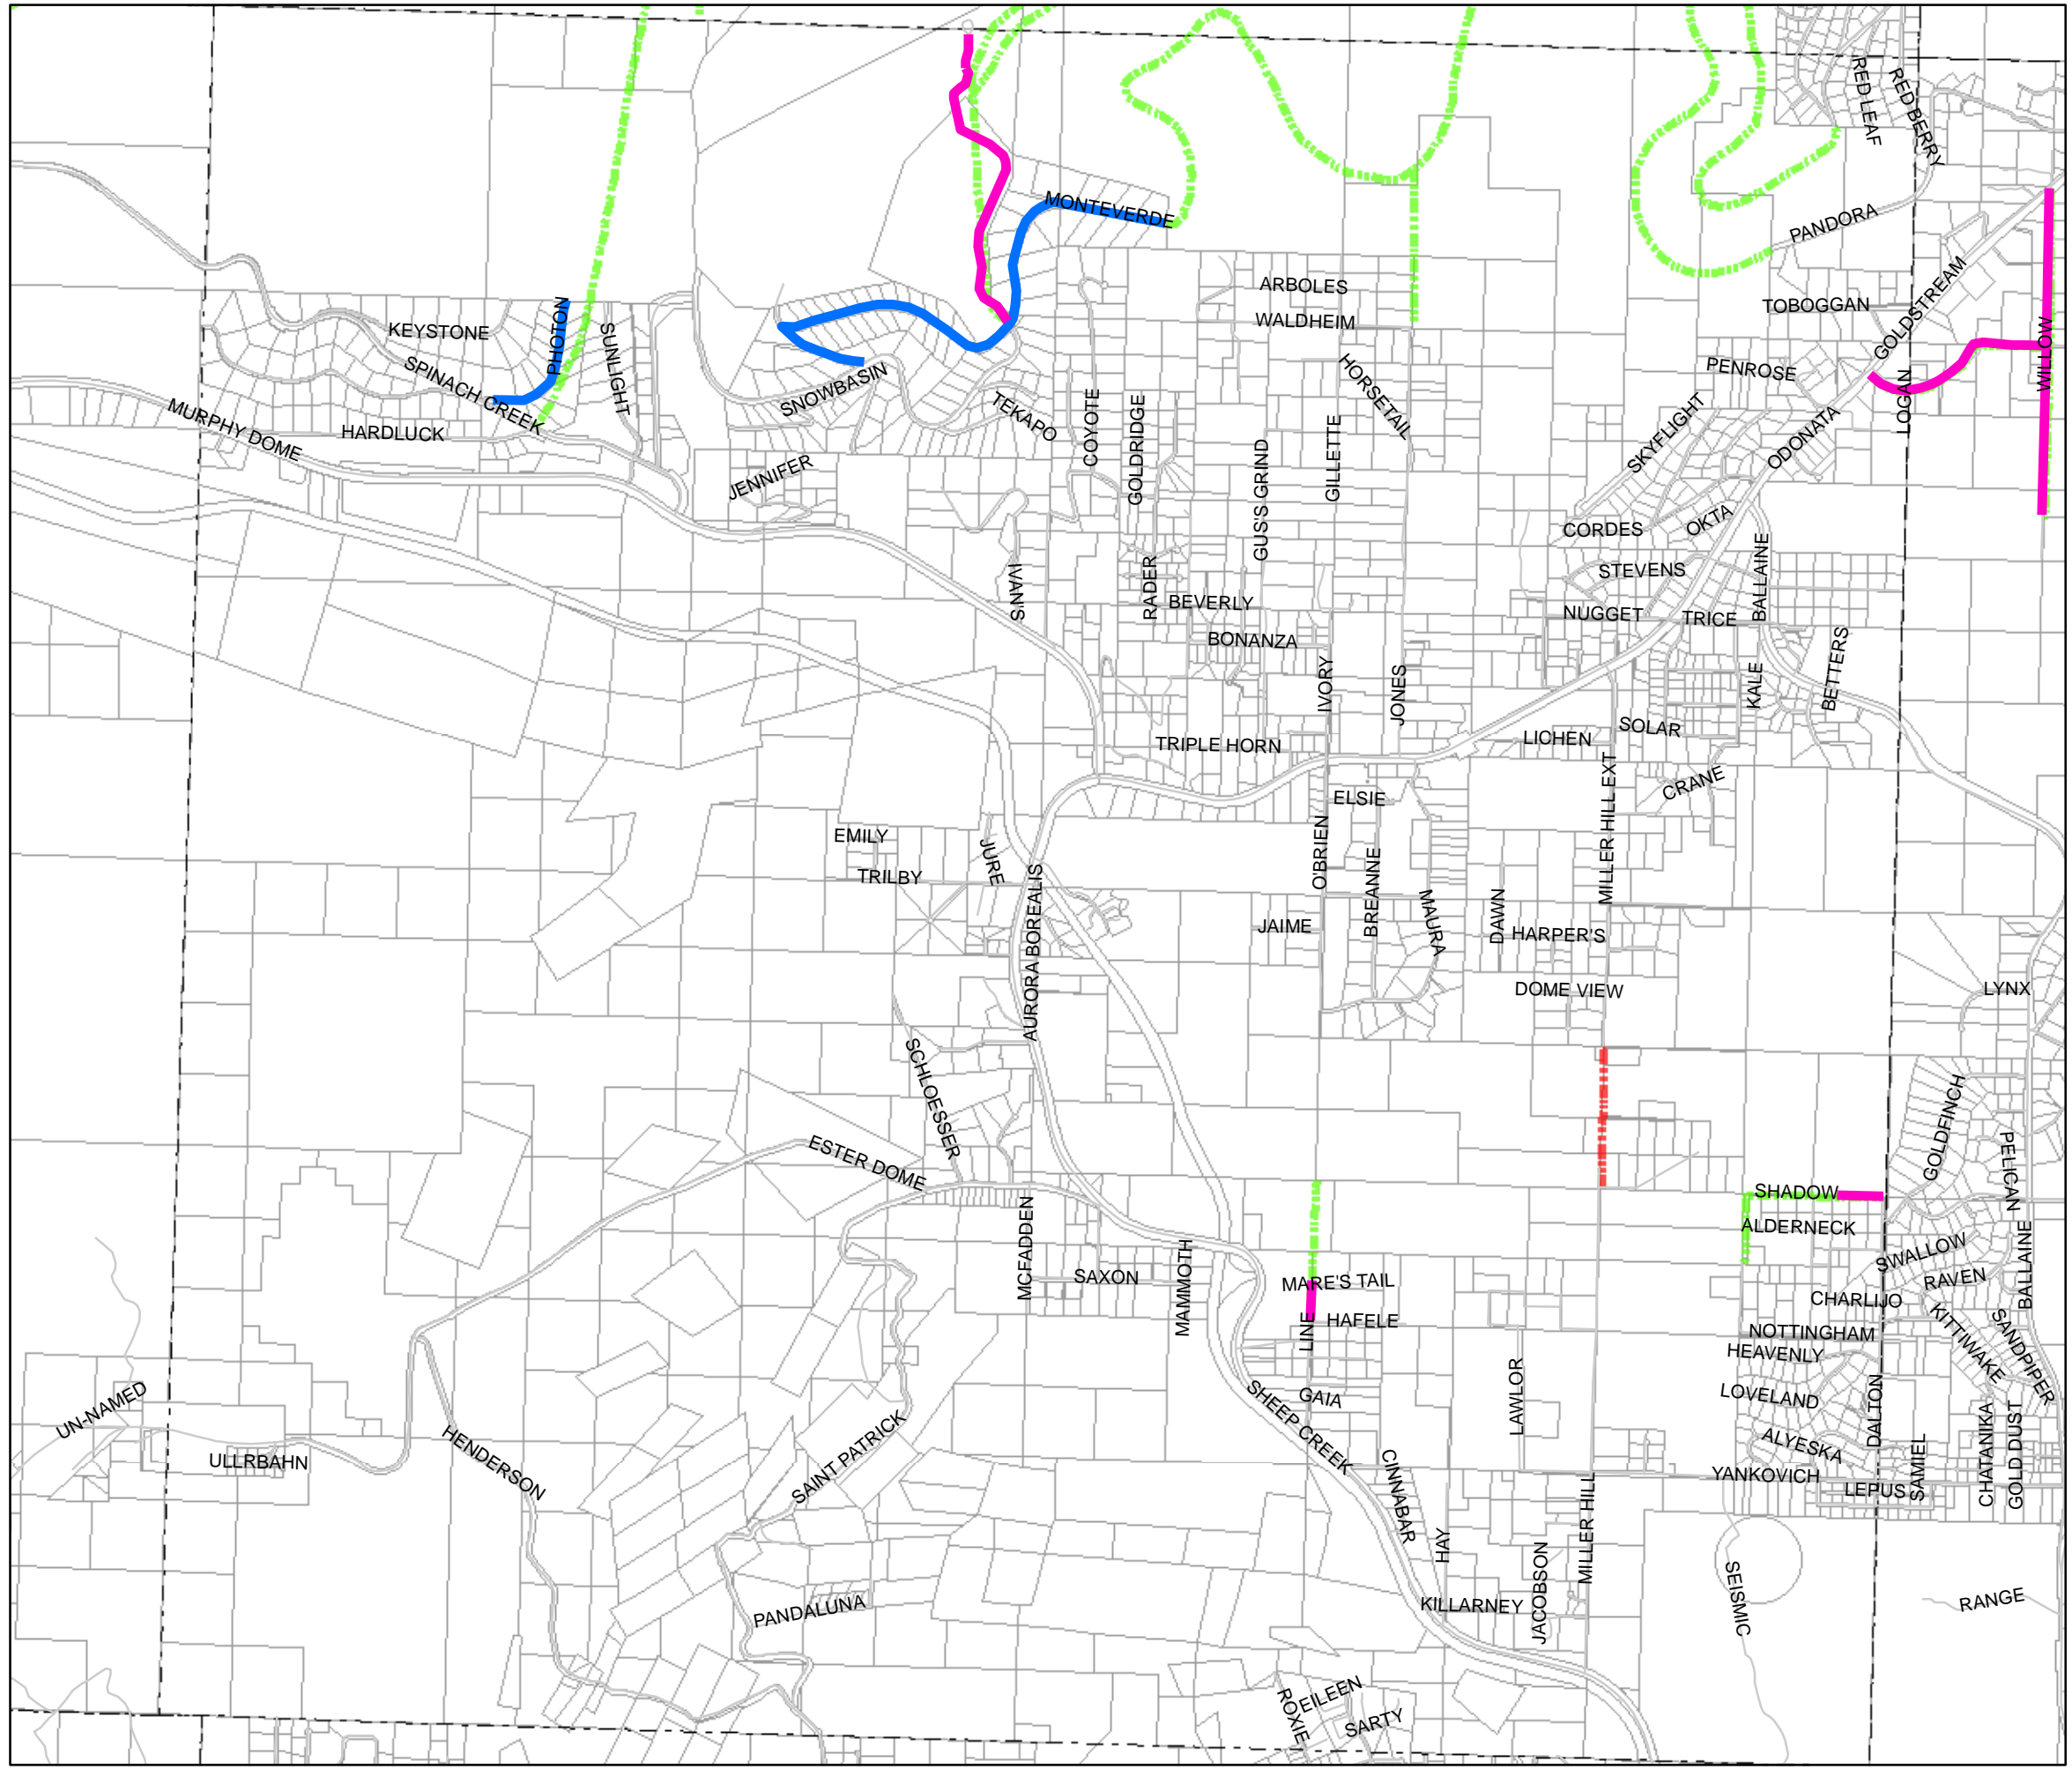 RED LEAF
RED BERRY
MONTEVERDE
PANDORA
ARBOLES
TOBOGGAN
GOLDSTREAM
WALDHEIM
KEYSTONE
PHOTON
SUNLIGHT
WILLOW
SPINACH CREEK
SNOWBASIN
HORSETAIL
PENROSE
LOGAN
MURPHY DOME
HARDLUCK
TEKAPO
COYOTE
GOLDRIDGE
GILLETTE
SKYFLIGHT
ODONATA
JENNIFER
GUS'S GRIND
CORDES
OKTA
IVAN'S
RADER
STEVENS
BALLAINE
BEVERLY
NUGGET
TRICE
BONANZA
IVORY
JONES
KALE
BETTERS
TRIPLE HORN
LICHEN
SOLAR
CRANE
ELSIE
MILLER HILL EXT
EMILY
JURE
O'BRIEN
TRILBY
AURORA BOREALIS
BREANNE
MAURA
DAWN
JAIME
HARPER'S
DOME VIEW
LYNX
SCHLOESSER
GOLDFINCH
PELICAN
ESTER DOME
SHADOW
ALDERNECK
MCFADDEN
SAXON
MAMMOTH
SWALLOW
BALLAINE
MARE'S TAIL
RAVEN
CHARLIJO
LINE
HAFELE
NOTTINGHAM
KITTIWAKE
SANDPIPER
HEAVENLY
UN-NAMED
GAIA
LAWLOR
LOVELAND
DALTON
SHEEP CREEK
HENDERSON
SAINT PATRICK
ULLRBAHN
CINNABAR
ALYESKA
YANKOVICH
LEPUS
SAMIEL
CHATANIKA
GOLD DUST
HAY
MILLER HILL
JACOBSON
SEISMIC
PANDALUNA
KILLARNEY
RANGE
ROXIE
EILEEN
SARTY